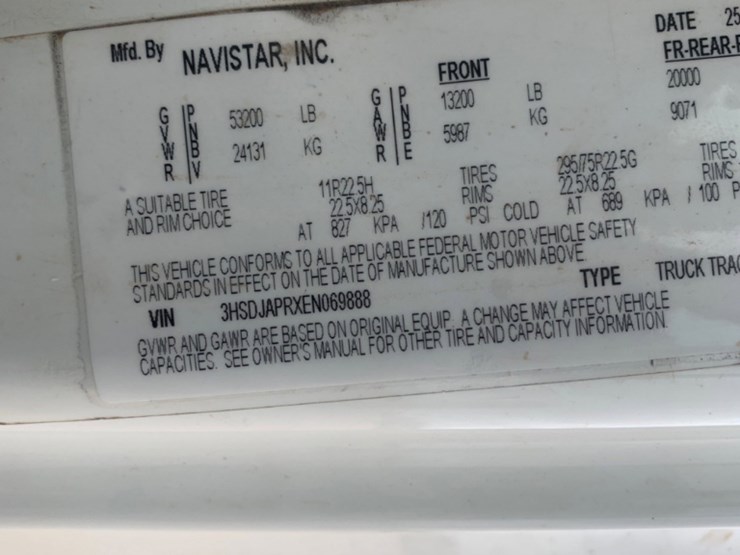 Mfd. By NAVISTAR, INC. DATE 25
FRONT FR-REAR-
GVWR PNBV 53200 LB GAWR PNBE 13200 LB 20000
24131 KG 5987 KG 9071
A SUITABLE TIRE 11R22.5H TIRES 295/75R22.5G TIRES
AND RIM CHOICE 22.5X8.25 RIMS 22.5X8.25 RIMS
AT 827 KPA /120 PSI COLD AT 689 KPA / 100 P
THIS VEHICLE CONFORMS TO ALL APPLICABLE FEDERAL MOTOR VEHICLE SAFETY
STANDARDS IN EFFECT ON THE DATE OF MANUFACTURE SHOWN ABOVE.
VIN 3HSDJAPRXEN069888 TYPE TRUCK TRAC
GVWR AND GAWR ARE BASED ON ORIGINAL EQUIP. A CHANGE MAY AFFECT VEHICLE
CAPACITIES. SEE OWNER'S MANUAL FOR OTHER TIRE AND CAPACITY INFORMATION.